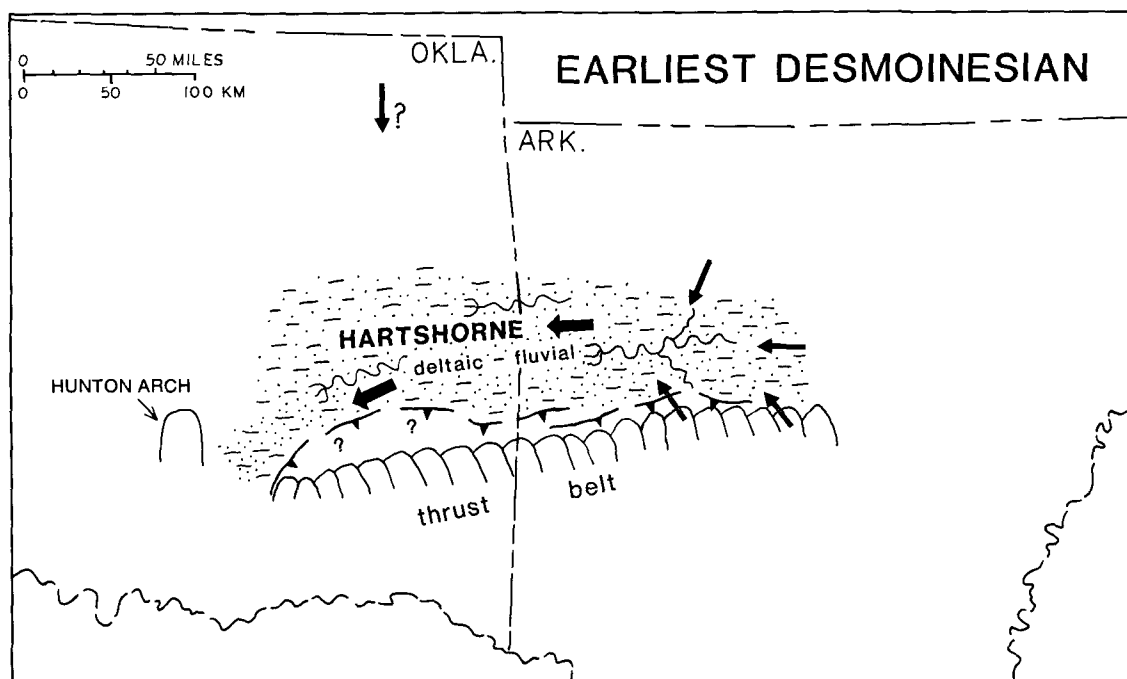 EARLIEST DESMOINESIAN
0 50 MILES
0 50 100 KM
OKLA.
ARK.
?
HARTSHORNE
deltaic - fluvial
HUNTON ARCH
?
?
thrust belt